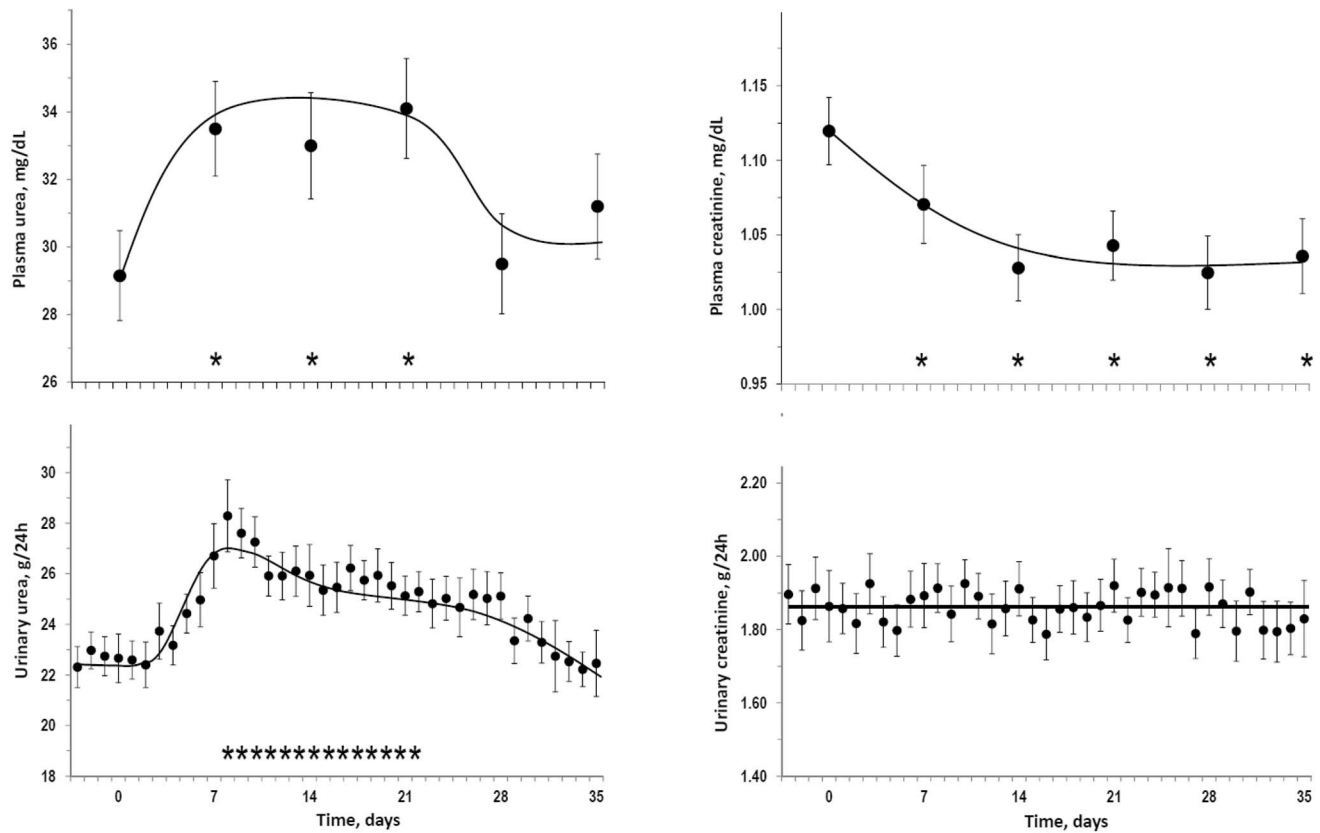 Plasma urea, mg/dL
36
34
32
30
28
26
* * *
Plasma creatinine, mg/dL
1.15
1.10
1.05
1.00
0.95
* * * * *
Urinary urea, g/24h
30
28
26
24
22
20
18
**************
0 7 14 21 28 35
Time, days
Urinary creatinine, g/24h
2.20
2.00
1.80
1.60
1.40
0 7 14 21 28 35
Time, days